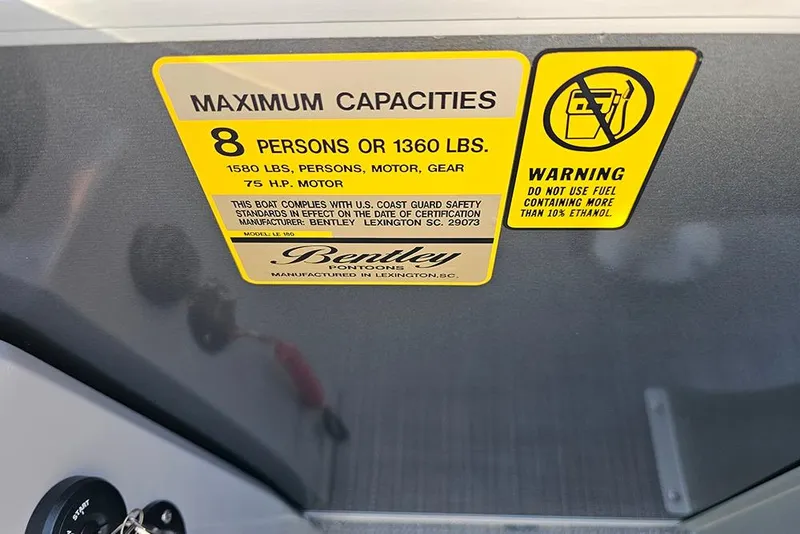 MAXIMUM CAPACITIES
8 PERSONS OR 1360 LBS.
1580 LBS, PERSONS, MOTOR, GEAR
75 H.P. MOTOR
THIS BOAT COMPLIES WITH U.S. COAST GUARD SAFETY
STANDARDS IN EFFECT ON THE DATE OF CERTIFICATION
MANUFACTURER: BENTLEY LEXINGTON SC. 29073
MODEL: LE 180
Bentley
PONTOONS
MANUFACTURED IN LEXINGTON, SC.
WARNING
DO NOT USE FUEL
CONTAINING MORE
THAN 10% ETHANOL.
START